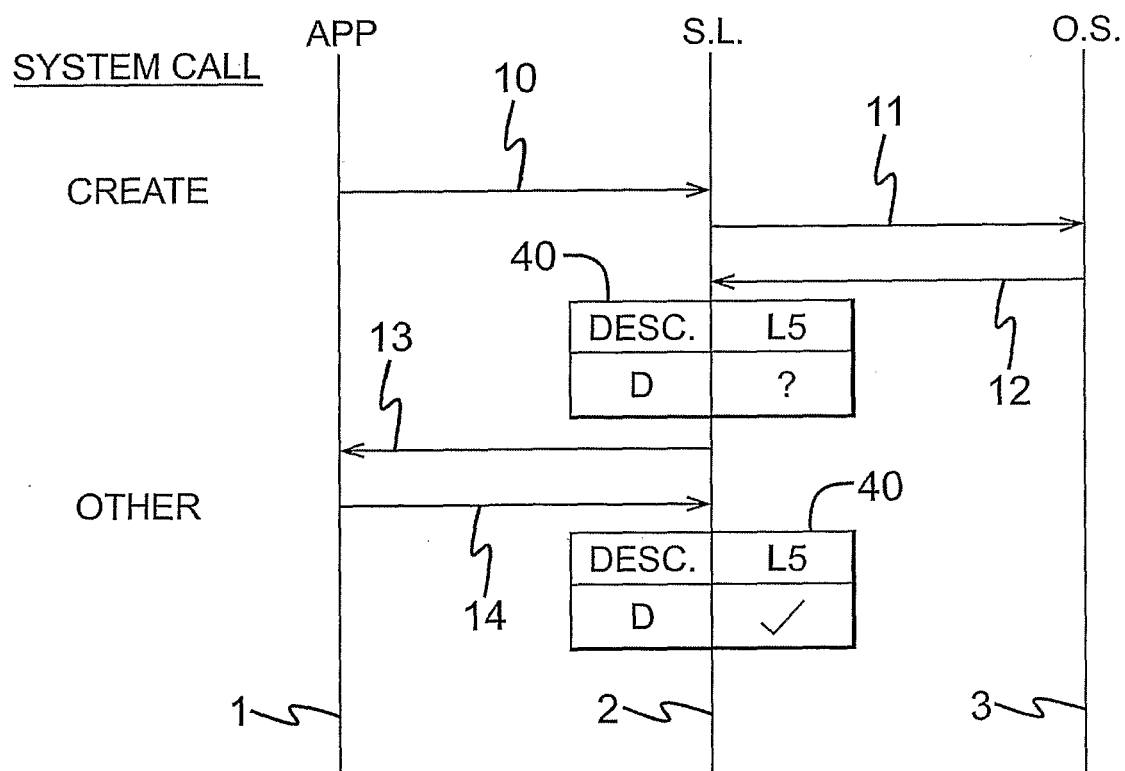 APP S.L. O.S.
SYSTEM CALL
10
11
CREATE
40
DESC. L5
13
D ?
12
40
OTHER
DESC. L5
14
D ✓
1 2 3